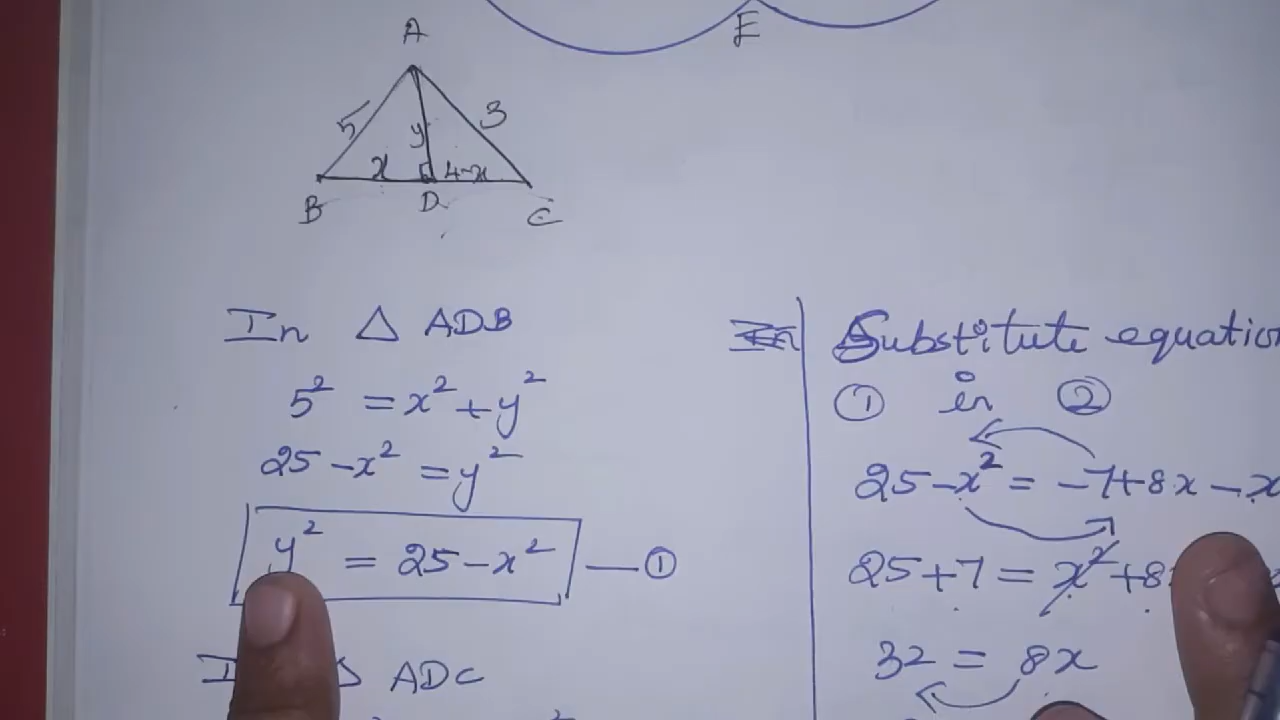 E
A
5 3
y
x 4-x
B D C
In △ ADB
5² = x² + y²
25 - x² = y²
y² = 25 - x² — ①
△ ADC
Substitute equation
① in ②
25 - x² = -7 + 8x - x
25 + 7 = x² + 8
32 = 8x